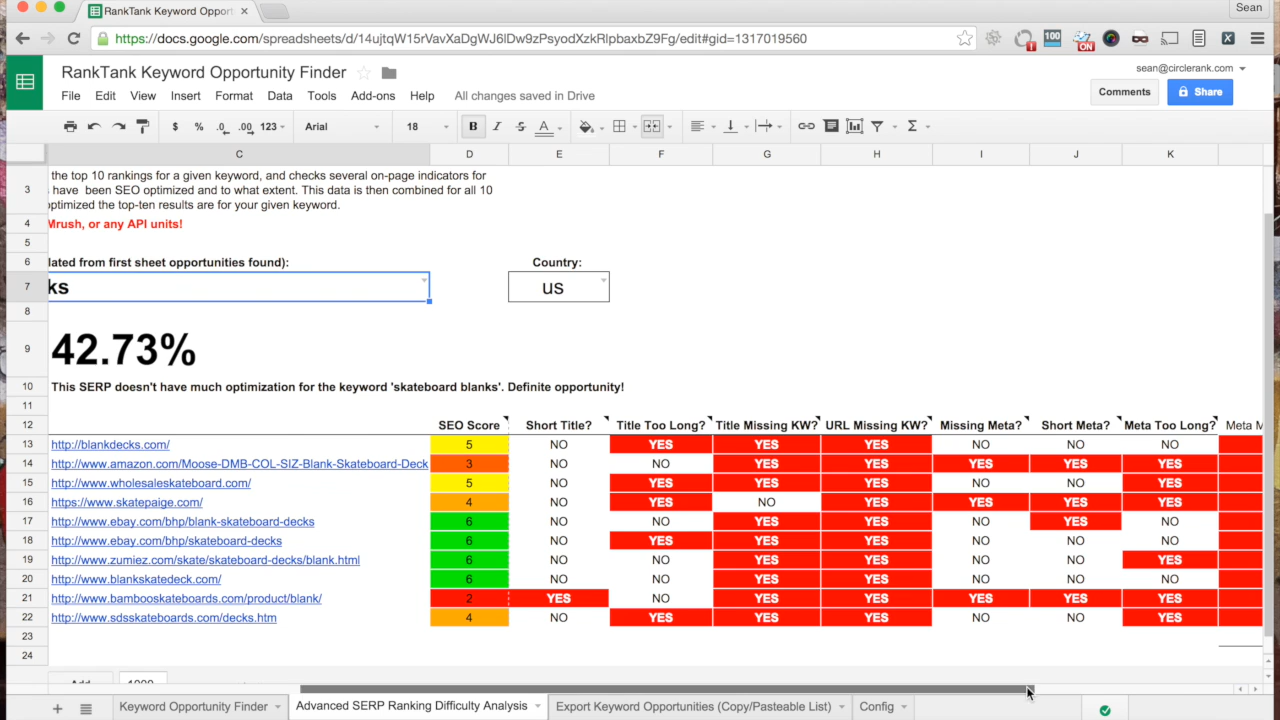 RankTank Keyword Opport
Sean
https://docs.google.com/spreadsheets/d/14ujtqW15rVavXaDgWJ6lDw9zPsyodXzkRlpbaxbZ9Fg/edit#gid=1317019560
100
ON
sean@circlerank.com
RankTank Keyword Opportunity Finder
File Edit View Insert Format Data Tools Add-ons Help All changes saved in Drive
Comments Share
$ % .0 .00 123 Arial 18 B I S A Σ
C D E F G H I J K
3 the top 10 rankings for a given keyword, and checks several on-page indicators for
have been SEO optimized and to what extent. This data is then combined for all 10
optimized the top-ten results are for your given keyword.
4 Mrush, or any API units!
5
6 lated from first sheet opportunities found): Country:
7 ks us
8
9 42.73%
10 This SERP doesn't have much optimization for the keyword 'skateboard blanks'. Definite opportunity!
11
12 SEO Score Short Title? Title Too Long? Title Missing KW? URL Missing KW? Missing Meta? Short Meta? Meta Too Long? Meta M
13 http://blankdecks.com/ 5 NO YES YES YES NO NO NO
14 http://www.amazon.com/Moose-DMB-COL-SIZ-Blank-Skateboard-Deck 3 NO NO YES YES YES YES YES
15 http://www.wholesaleskateboard.com/ 5 NO YES YES YES NO NO YES
16 https://www.skatepaige.com/ 4 NO YES NO YES YES YES YES
17 http://www.ebay.com/bhp/blank-skateboard-decks 6 NO NO YES YES NO YES NO
18 http://www.ebay.com/bhp/skateboard-decks 6 NO YES YES YES NO NO NO
19 http://www.zumiez.com/skate/skateboard-decks/blank.html 6 NO NO YES YES NO NO YES
20 http://www.blankskatedeck.com/ 6 NO NO YES YES NO NO NO
21 http://www.bambooskateboards.com/product/blank/ 2 YES NO YES YES YES YES YES
22 http://www.sdsskateboards.com/decks.htm 4 NO YES YES YES NO NO YES
23
24
Add 1000
Keyword Opportunity Finder Advanced SERP Ranking Difficulty Analysis Export Keyword Opportunities (Copy/Pasteable List) Config